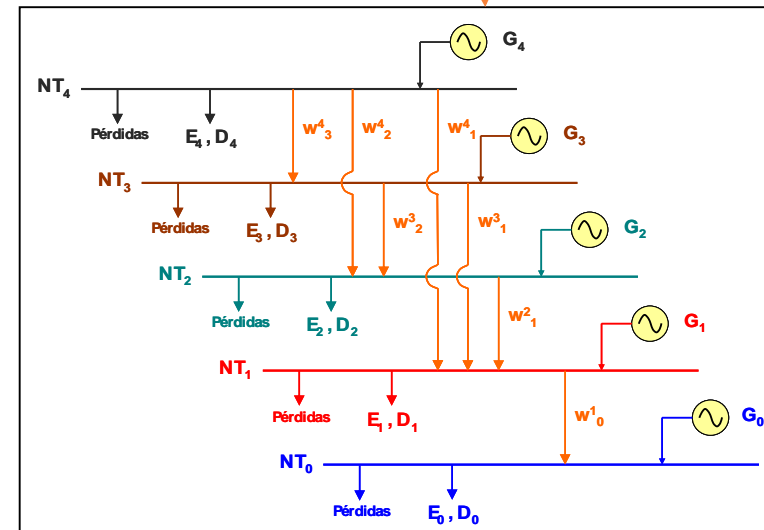 G₄
NT₄
w⁴₃ w⁴₂ w⁴₁
Pérdidas E₄, D₄
G₃
NT₃
w³₂ w³₁
Pérdidas E₃, D₃
G₂
NT₂
w²₁
Pérdidas E₂, D₂
G₁
NT₁
w¹₀
Pérdidas E₁, D₁
G₀
NT₀
Pérdidas E₀, D₀